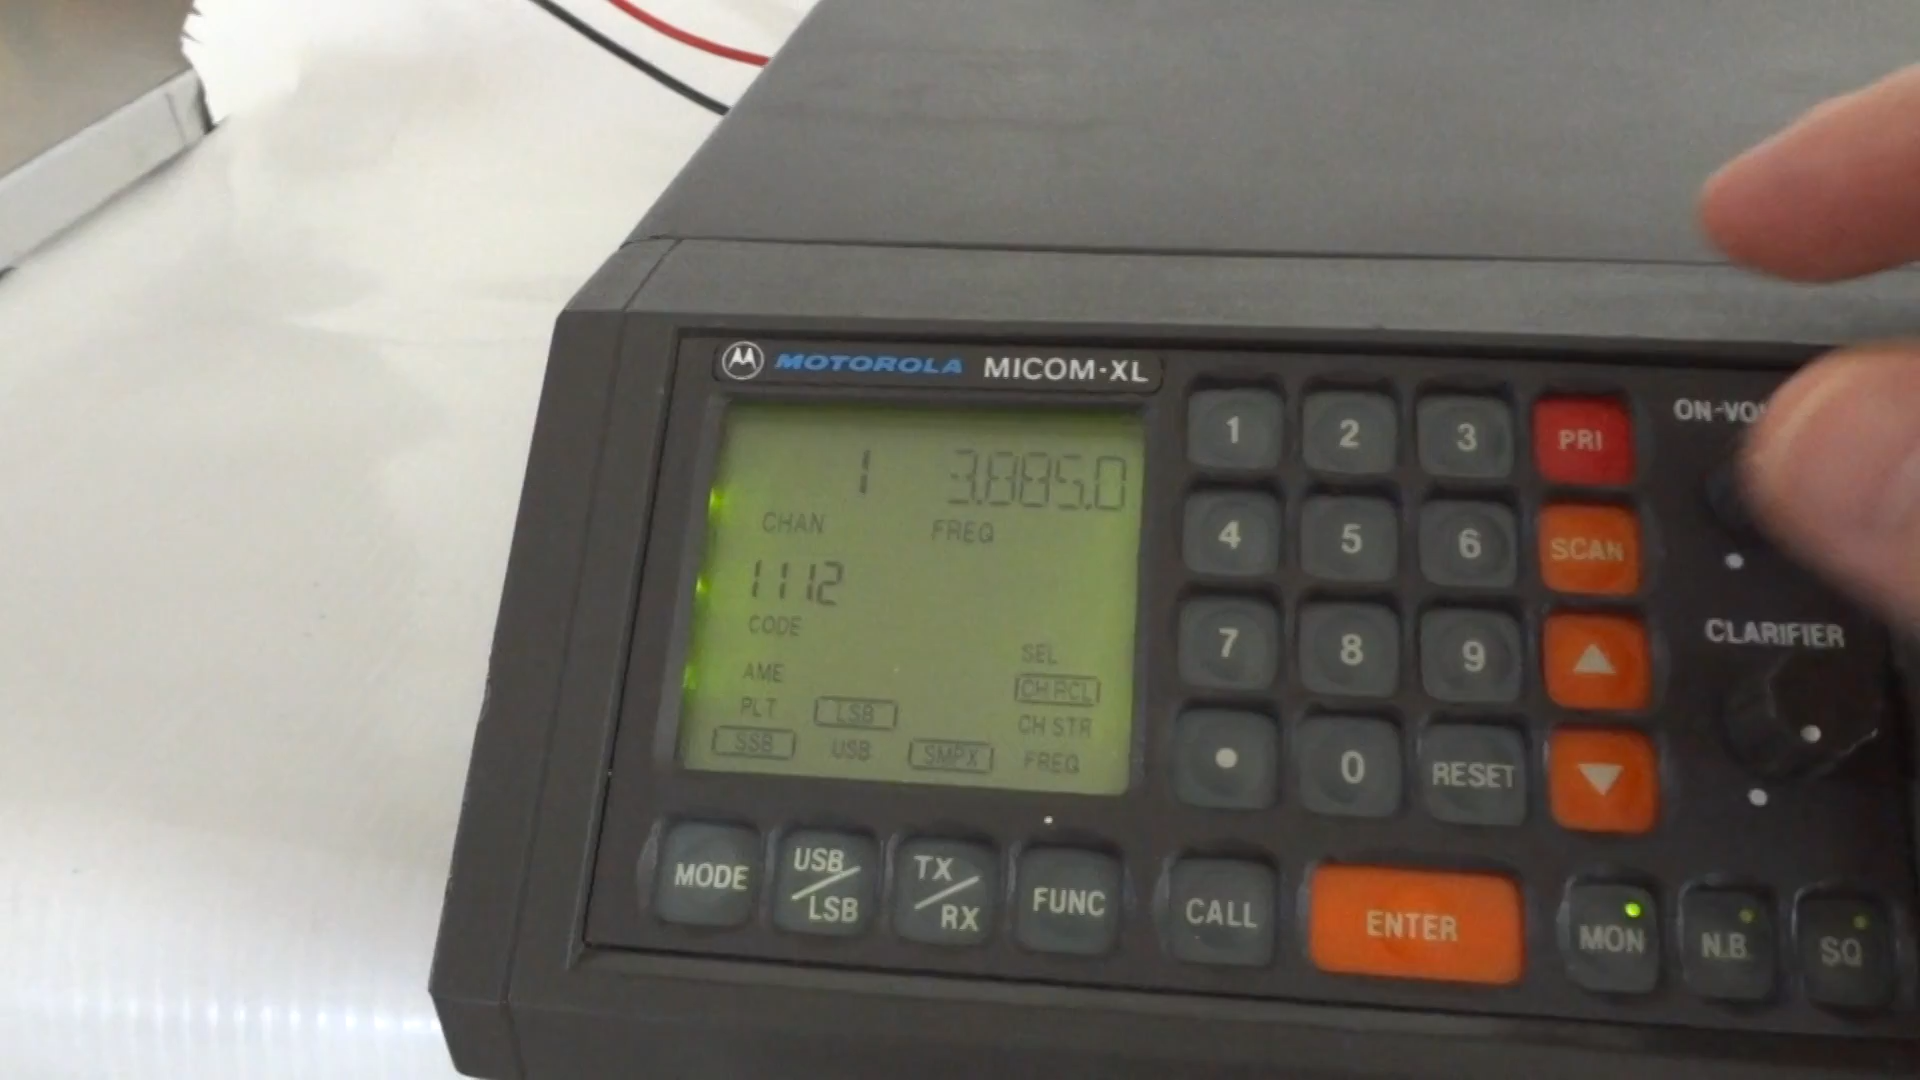 MOTOROLA MICOM·XL
1 3.885.0
CHAN FREQ
1112
CODE
AME
PLT LSB
SSB USB SMPX
SEL
CH RCL
CH STR
FREQ
1 2 3 PRI
4 5 6 SCAN
7 8 9
0 RESET
ON-VO
CLARIFIER
MODE USB/LSB TX/RX FUNC CALL ENTER MON N.B. SQ